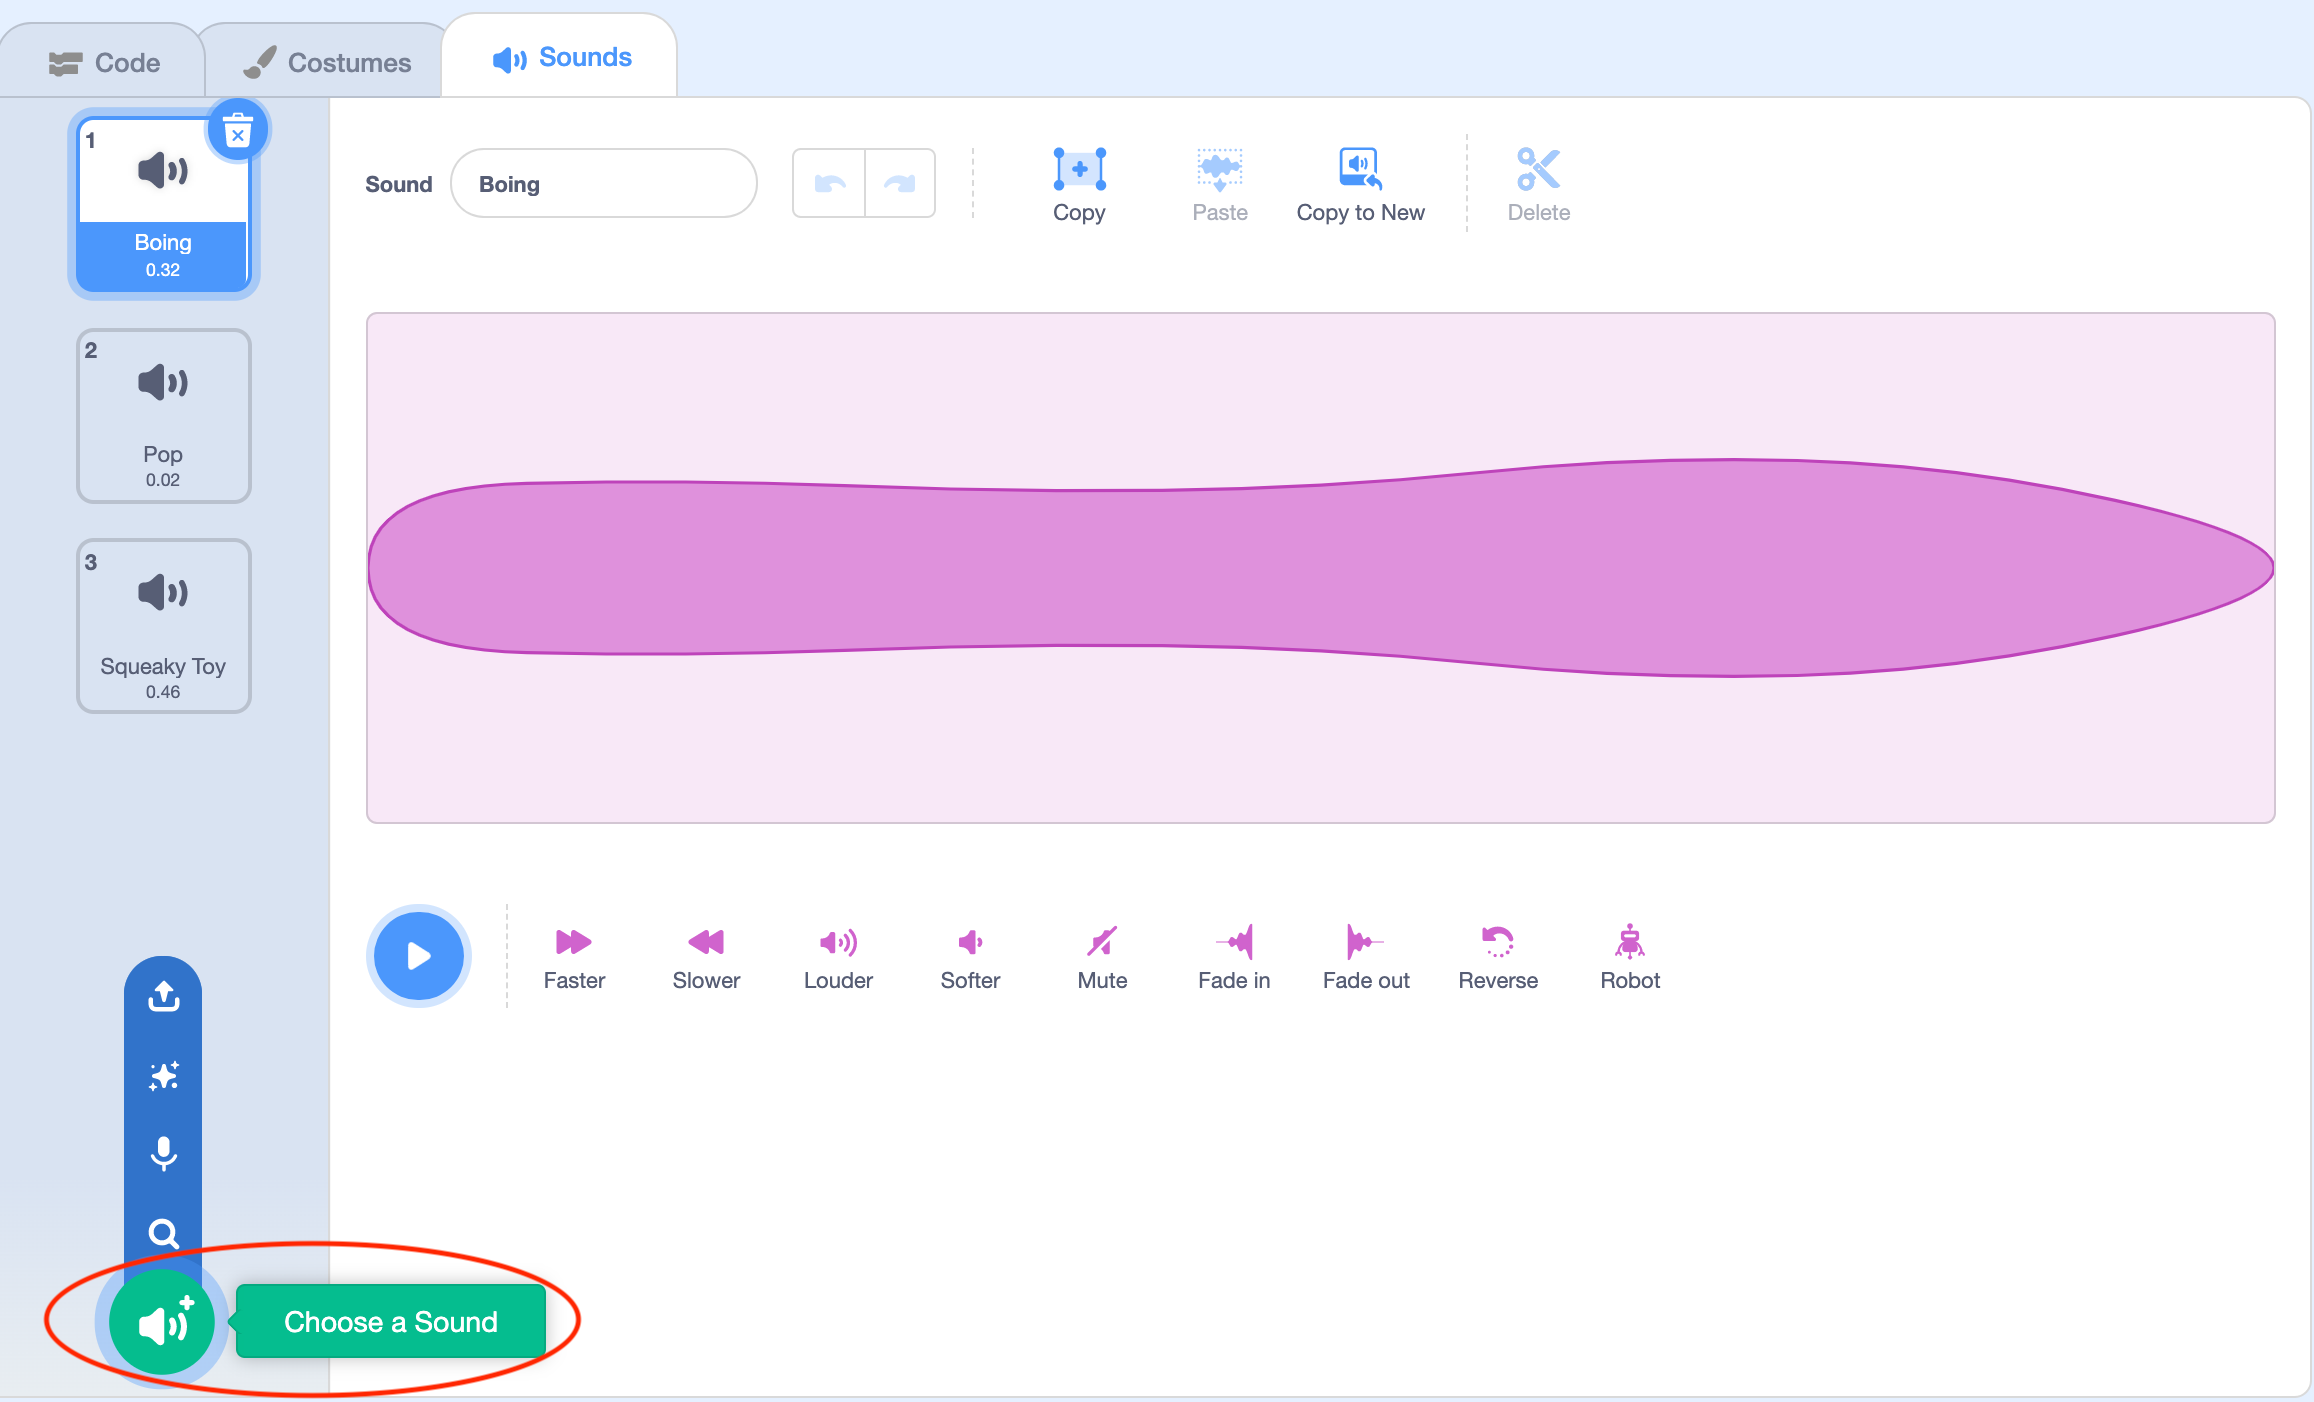 Code
Costumes
Sounds
1
Boing
0.32
2
Pop
0.02
3
Squeaky Toy
0.46
Sound
Boing
Copy
Paste
Copy to New
Delete
Faster
Slower
Louder
Softer
Mute
Fade in
Fade out
Reverse
Robot
Choose a Sound